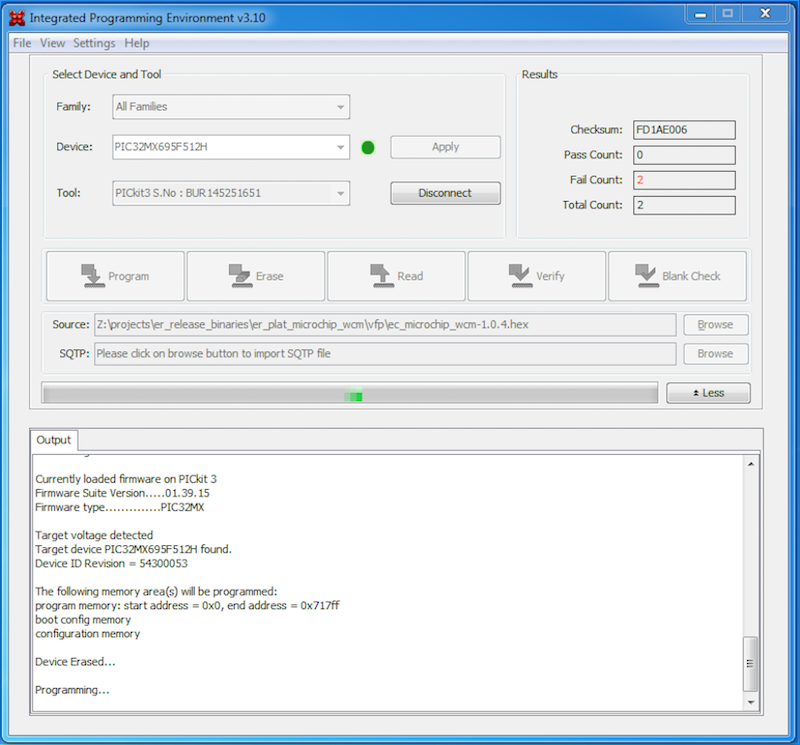 Integrated Programming Environment v3.10
File View Settings Help
Select Device and Tool
Family: All Families
Device: PIC32MX695F512H Apply
Tool: PICkit3 S.No : BUR145251651 Disconnect
Results
Checksum: FD1AE006
Pass Count: 0
Fail Count: 2
Total Count: 2
Program Erase Read Verify Blank Check
Source: Z:\projects\er_release_binaries\er_plat_microchip_wcm\vfp\ec_microchip_wcm-1.0.4.hex Browse
SQTP: Please click on browse button to import SQTP file Browse
Less
Output
Currently loaded firmware on PICkit 3
Firmware Suite Version.....01.39.15
Firmware type..............PIC32MX
Target voltage detected
Target device PIC32MX695F512H found.
Device ID Revision = 54300053
The following memory area(s) will be programmed:
program memory: start address = 0x0, end address = 0x717ff
boot config memory
configuration memory
Device Erased...
Programming...